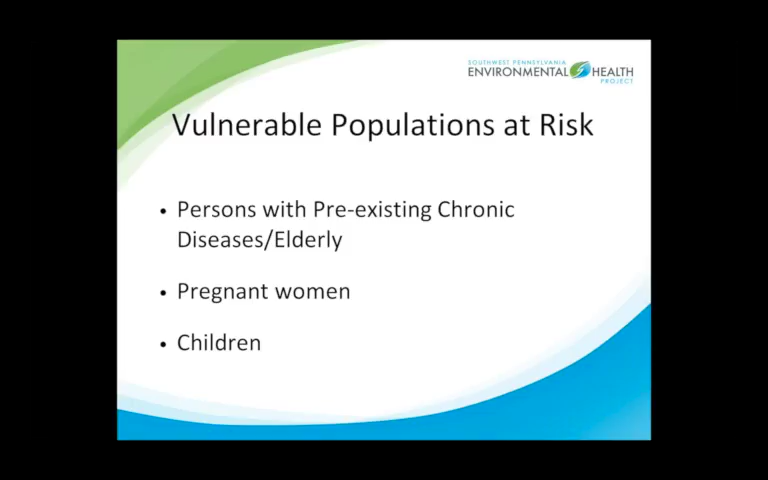 SOUTHWEST PENNSYLVANIA
ENVIRONMENTAL HEALTH
PROJECT
Vulnerable Populations at Risk
• Persons with Pre-existing Chronic
Diseases/Elderly
• Pregnant women
• Children